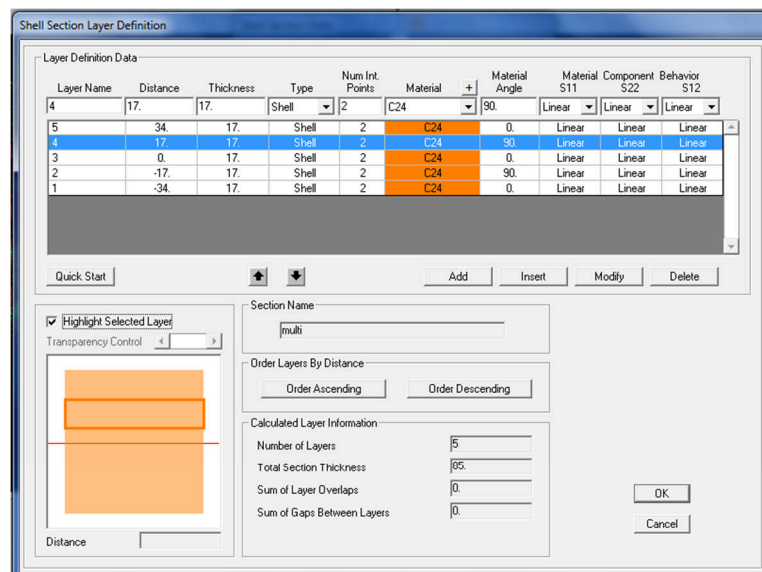 Shell Section Layer Definition
Layer Definition Data
Layer Name Distance Thickness Type Num Int. Points Material + Material Angle Material Component Behavior S11 S22 S12
4 17. 17. Shell 2 C24 90. Linear Linear Linear
5 34. 17. Shell 2 C24 0. Linear Linear Linear
4 17. 17. Shell 2 C24 90. Linear Linear Linear
3 0. 17. Shell 2 C24 0. Linear Linear Linear
2 -17. 17. Shell 2 C24 90. Linear Linear Linear
1 -34. 17. Shell 2 C24 0. Linear Linear Linear
Quick Start Add Insert Modify Delete
Highlight Selected Layer
Transparency Control
Distance
Section Name
multi
Order Layers By Distance
Order Ascending Order Descending
Calculated Layer Information
Number of Layers 5
Total Section Thickness 85.
Sum of Layer Overlaps 0.
Sum of Gaps Between Layers 0.
OK
Cancel